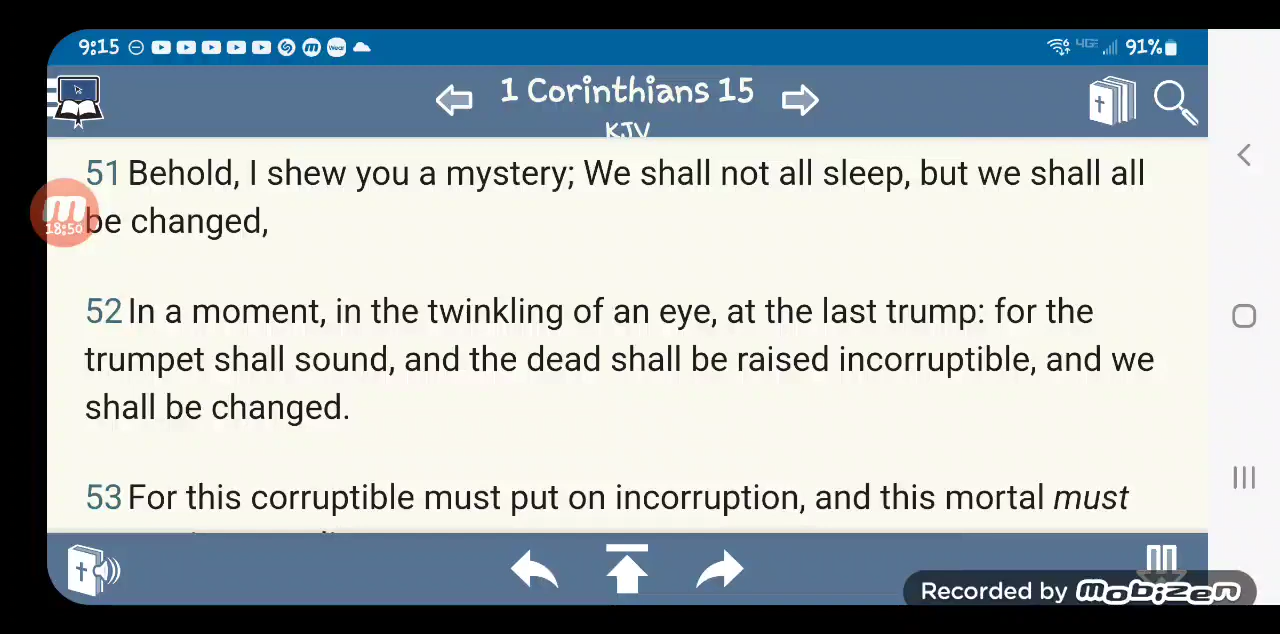 9:15 Wear 4GE 91%
1 Corinthians 15
KJV
51 Behold, I shew you a mystery; We shall not all sleep, but we shall all
be changed,
18:50
52 In a moment, in the twinkling of an eye, at the last trump: for the
trumpet shall sound, and the dead shall be raised incorruptible, and we
shall be changed.
53 For this corruptible must put on incorruption, and this mortal must
Recorded by mobizen